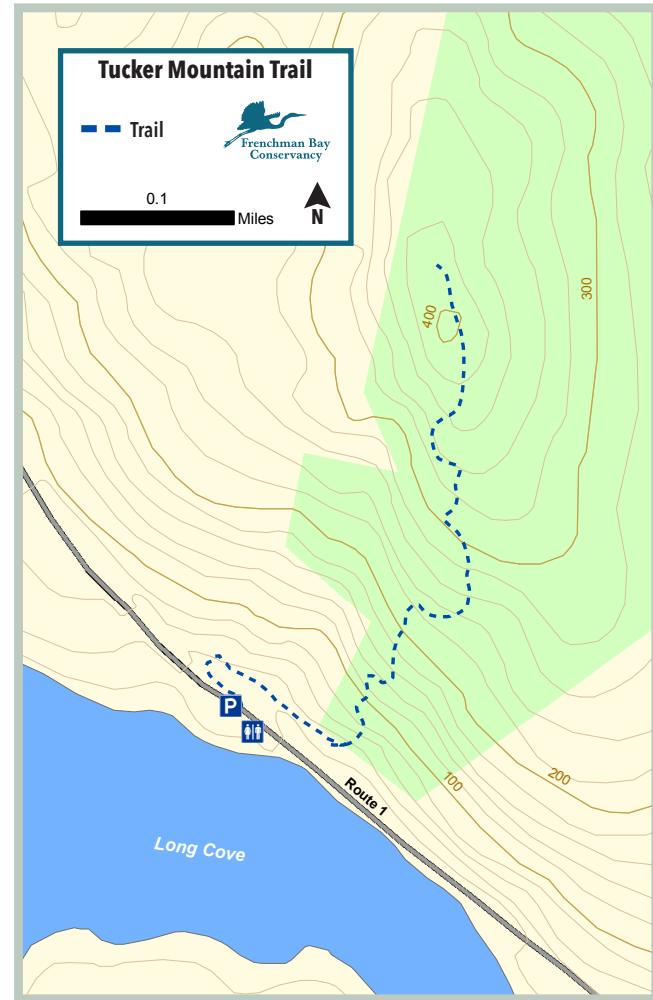 Tucker Mountain Trail
Trail
Frenchman Bay
Conservancy
0.1
Miles
N
400
300
P
Route 1
100
200
Long Cove